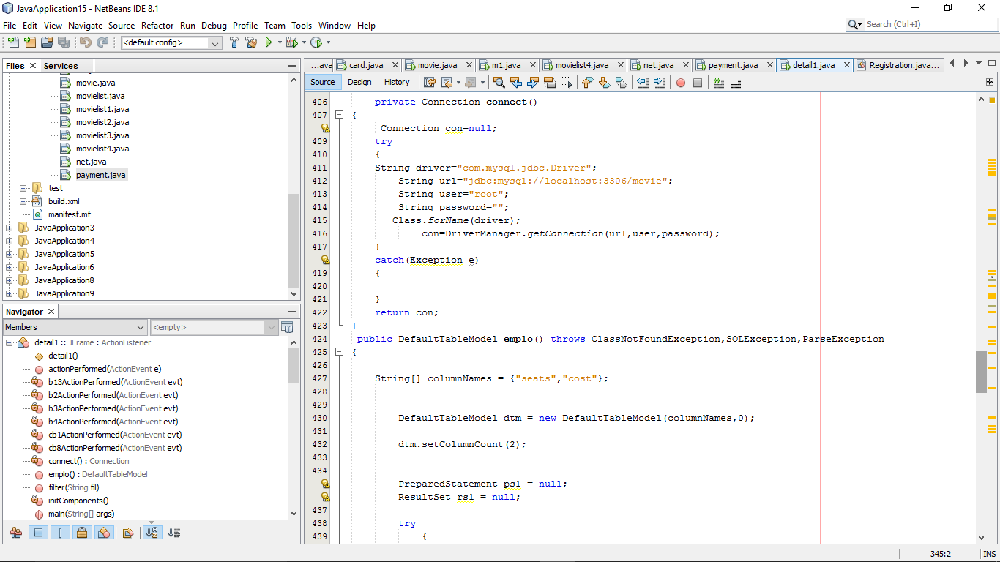 JavaApplication15 - NetBeans IDE 8.1
File Edit View Navigate Source Refactor Run Debug Profile Team Tools Window Help
Search (Ctrl+I)
<default config>
Files
Services
movie.java
movielist.java
movielist1.java
movielist2.java
movielist3.java
movielist4.java
net.java
payment.java
test
build.xml
manifest.mf
JavaApplication3
JavaApplication4
JavaApplication5
JavaApplication6
JavaApplication8
JavaApplication9
Navigator
Members
<empty>
detail1 :: JFrame : ActionListener
detail1()
actionPerformed(ActionEvent e)
b13ActionPerformed(ActionEvent evt)
b2ActionPerformed(ActionEvent evt)
b3ActionPerformed(ActionEvent evt)
b4ActionPerformed(ActionEvent evt)
cb1ActionPerformed(ActionEvent evt)
cb8ActionPerformed(ActionEvent evt)
connect() : Connection
emplo() : DefaultTableModel
filter(String fil)
initComponents()
main(String[] args)
...ava card.java movie.java m1.java movielist4.java net.java payment.java detail1.java Registration.java...
Source Design History
406 private Connection connect()
407 {
Connection con=null;
409 try
410 {
411 String driver="com.mysql.jdbc.Driver";
412 String url="jdbc:mysql://localhost:3306/movie";
413 String user="root";
414 String password="";
415 Class.forName(driver);
416 con=DriverManager.getConnection(url,user,password);
417 }
catch(Exception e)
419 {
420
421 }
422 return con;
423 }
424 public DefaultTableModel emplo() throws ClassNotFoundException,SQLException,ParseException
425 {
426
427 String[] columnNames = {"seats","cost"};
428
429
430 DefaultTableModel dtm = new DefaultTableModel(columnNames,0);
431
432 dtm.setColumnCount(2);
433
434
PreparedStatement ps1 = null;
ResultSet rs1 = null;
437
438 try
439 {
345:2 INS